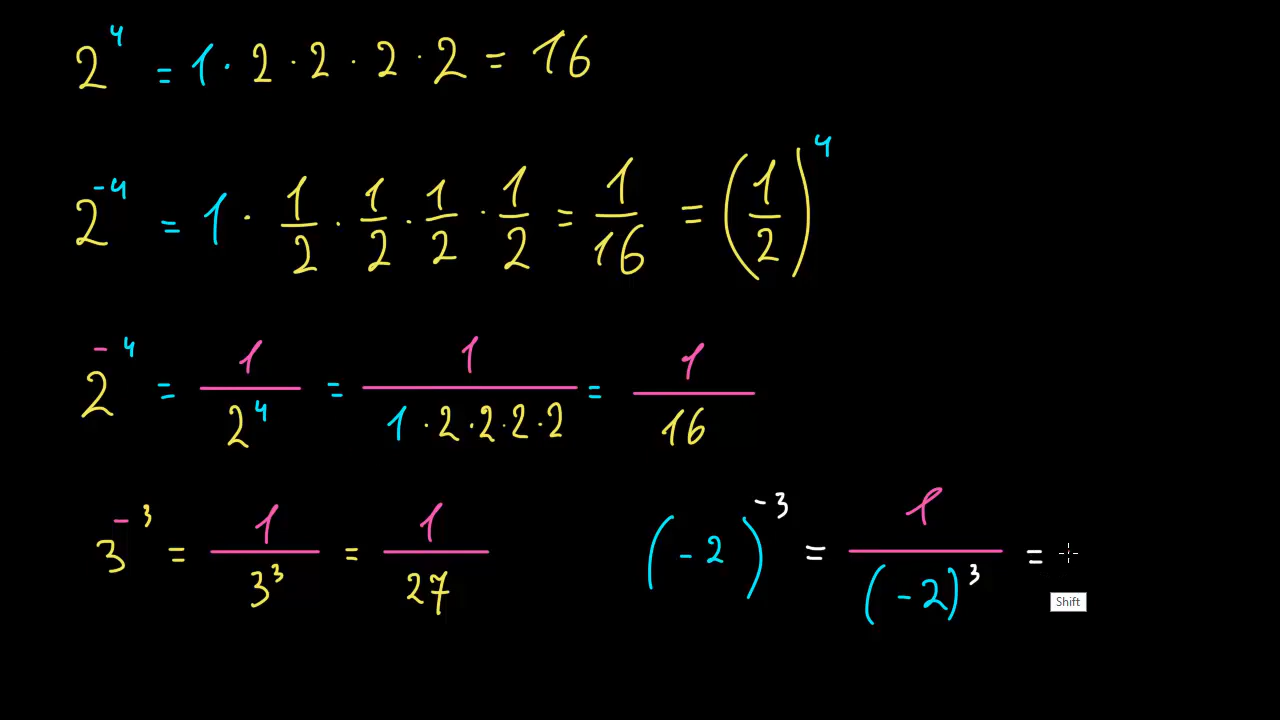 2^4 = 1 · 2 · 2 · 2 · 2 = 16
2^-4 = 1 · 1/2 · 1/2 · 1/2 · 1/2 = 1/16 = (1/2)^4
2^-4 = 1/2^4 = 1/(1 · 2 · 2 · 2 · 2) = 1/16
3^-3 = 1/3^3 = 1/27
(-2)^-3 = 1/(-2)^3 =
Shift